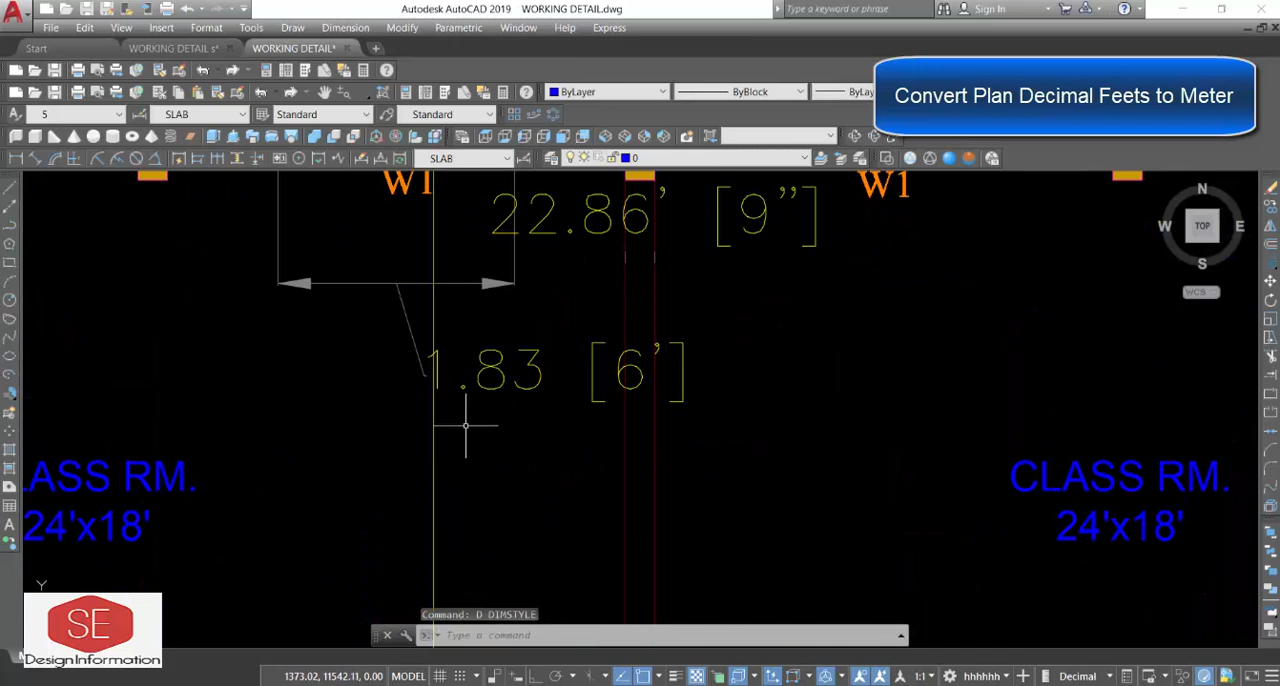 Autodesk AutoCAD 2019 WORKING DETAIL.dwg
Type a keyword or phrase
Sign In
File Edit View Insert Format Tools Draw Dimension Modify Parametric Window Help Express
Start WORKING DETAIL s* WORKING DETAIL*
Convert Plan Decimal Feets to Meter
ByLayer ByBlock ByLay
5 SLAB Standard Standard
SLAB 0
W1 W1
22.86' [9"]
N
W TOP E
S
WCS
1.83 [6']
LASS RM.
24'x18'
CLASS RM.
24'x18'
Y
Command: D DIMSTYLE
Type a command
SE
Design Information
1373.02, 11542.11, 0.00 MODEL 1:1 hhhhhh Decimal